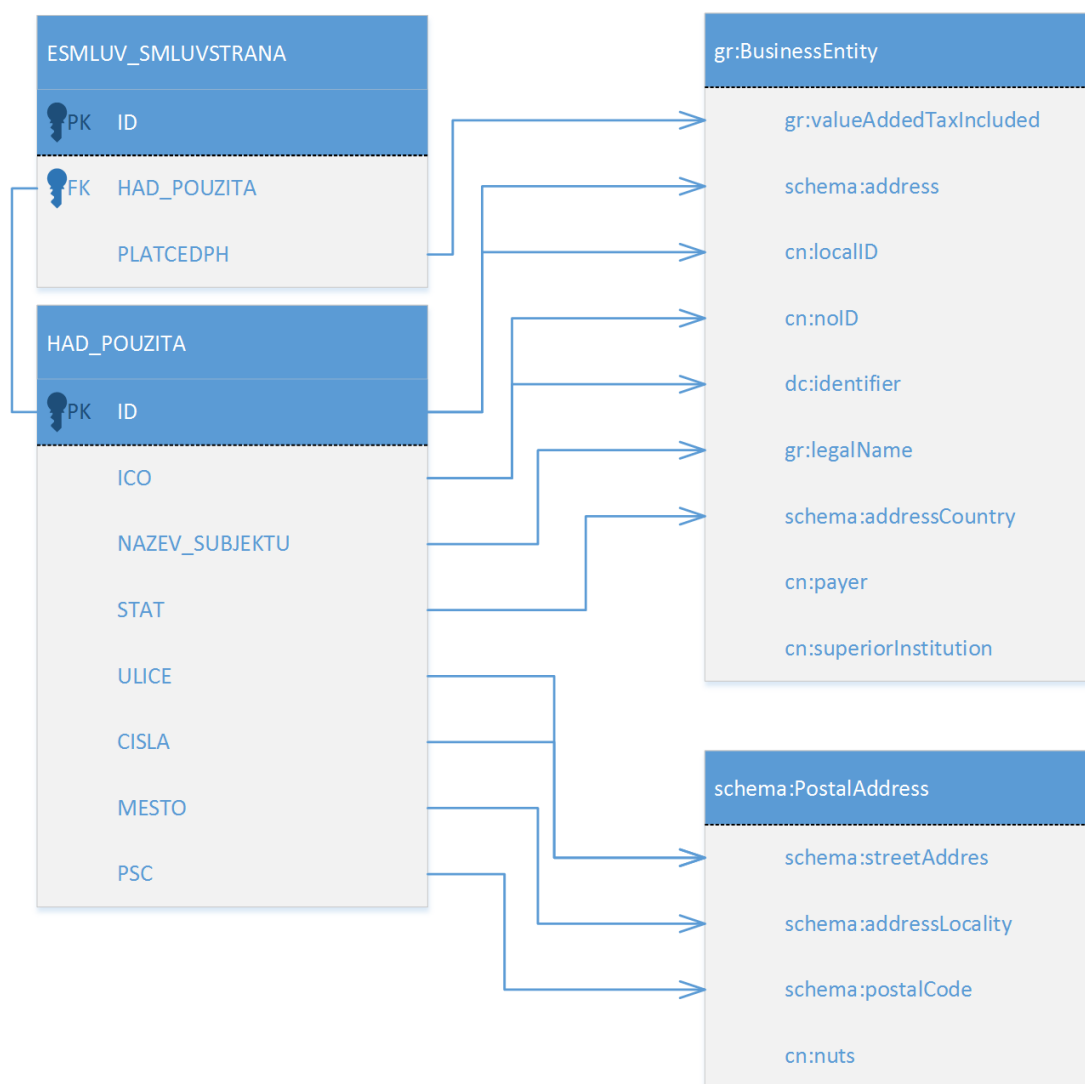 ESMLUV_SMLUVSTRANA
PK ID
FK HAD_POUZITA
PLATCEDPH
HAD_POUZITA
PK ID
ICO
NAZEV_SUBJEKTU
STAT
ULICE
CISLA
MESTO
PSC
gr:BusinessEntity
gr:valueAddedTaxIncluded
schema:address
cn:localID
cn:noID
dc:identifier
gr:legalName
schema:addressCountry
cn:payer
cn:superiorInstitution
schema:PostalAddress
schema:streetAddres
schema:addressLocality
schema:postalCode
cn:nuts